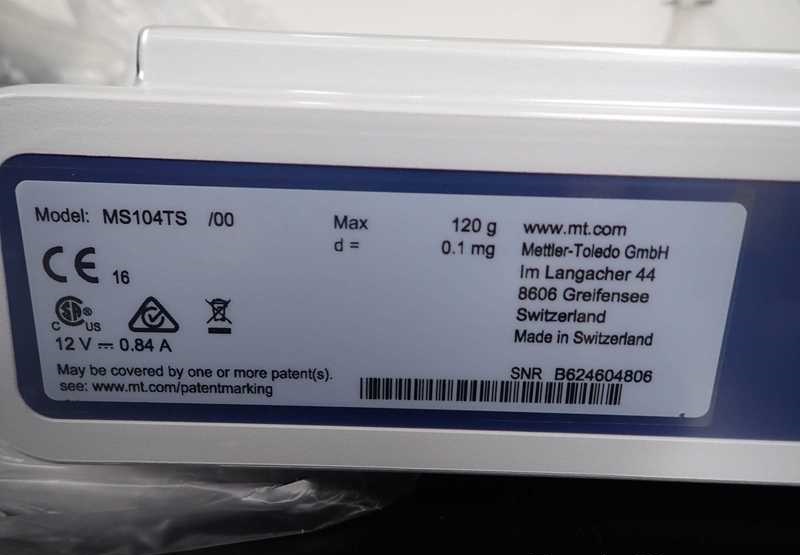 Model: MS104TS /00
Max 120 g
d = 0.1 mg
CE 16
C SA® US
12 V ⎓ 0.84 A
May be covered by one or more patent(s).
see: www.mt.com/patentmarking
www.mt.com
Mettler-Toledo GmbH
Im Langacher 44
8606 Greifensee
Switzerland
Made in Switzerland
SNR B624604806